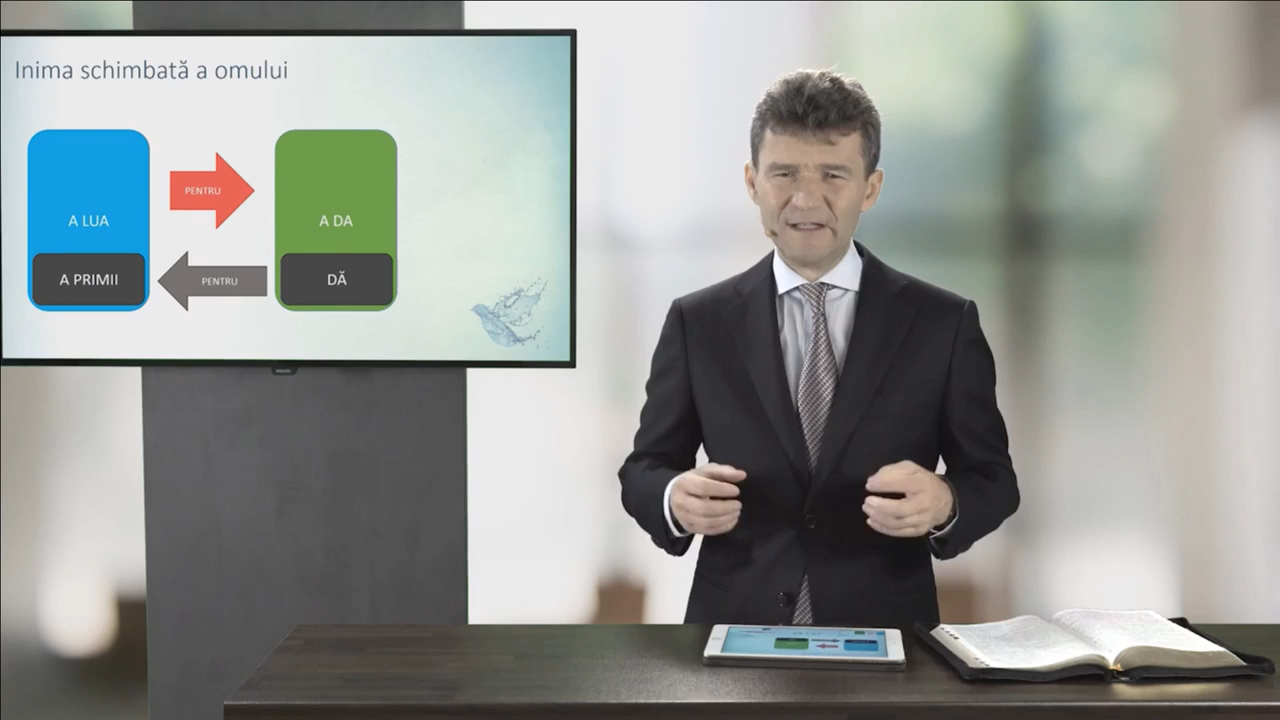 Inima schimbată a omului
A LUA
PENTRU
A DA
A PRIMII
PENTRU
DĂ